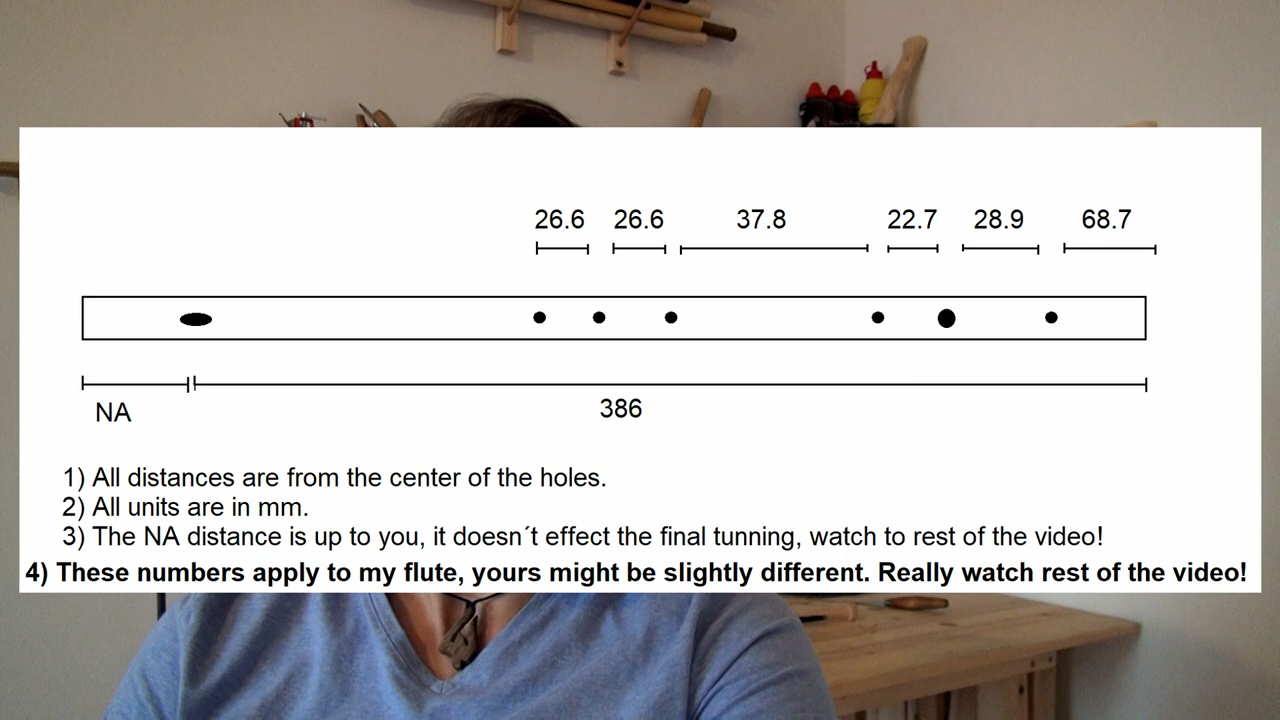 26.6 26.6 37.8 22.7 28.9 68.7
NA
386
1) All distances are from the center of the holes.
2) All units are in mm.
3) The NA distance is up to you, it doesn´t effect the final tunning, watch to rest of the video!
4) These numbers apply to my flute, yours might be slightly different. Really watch rest of the video!